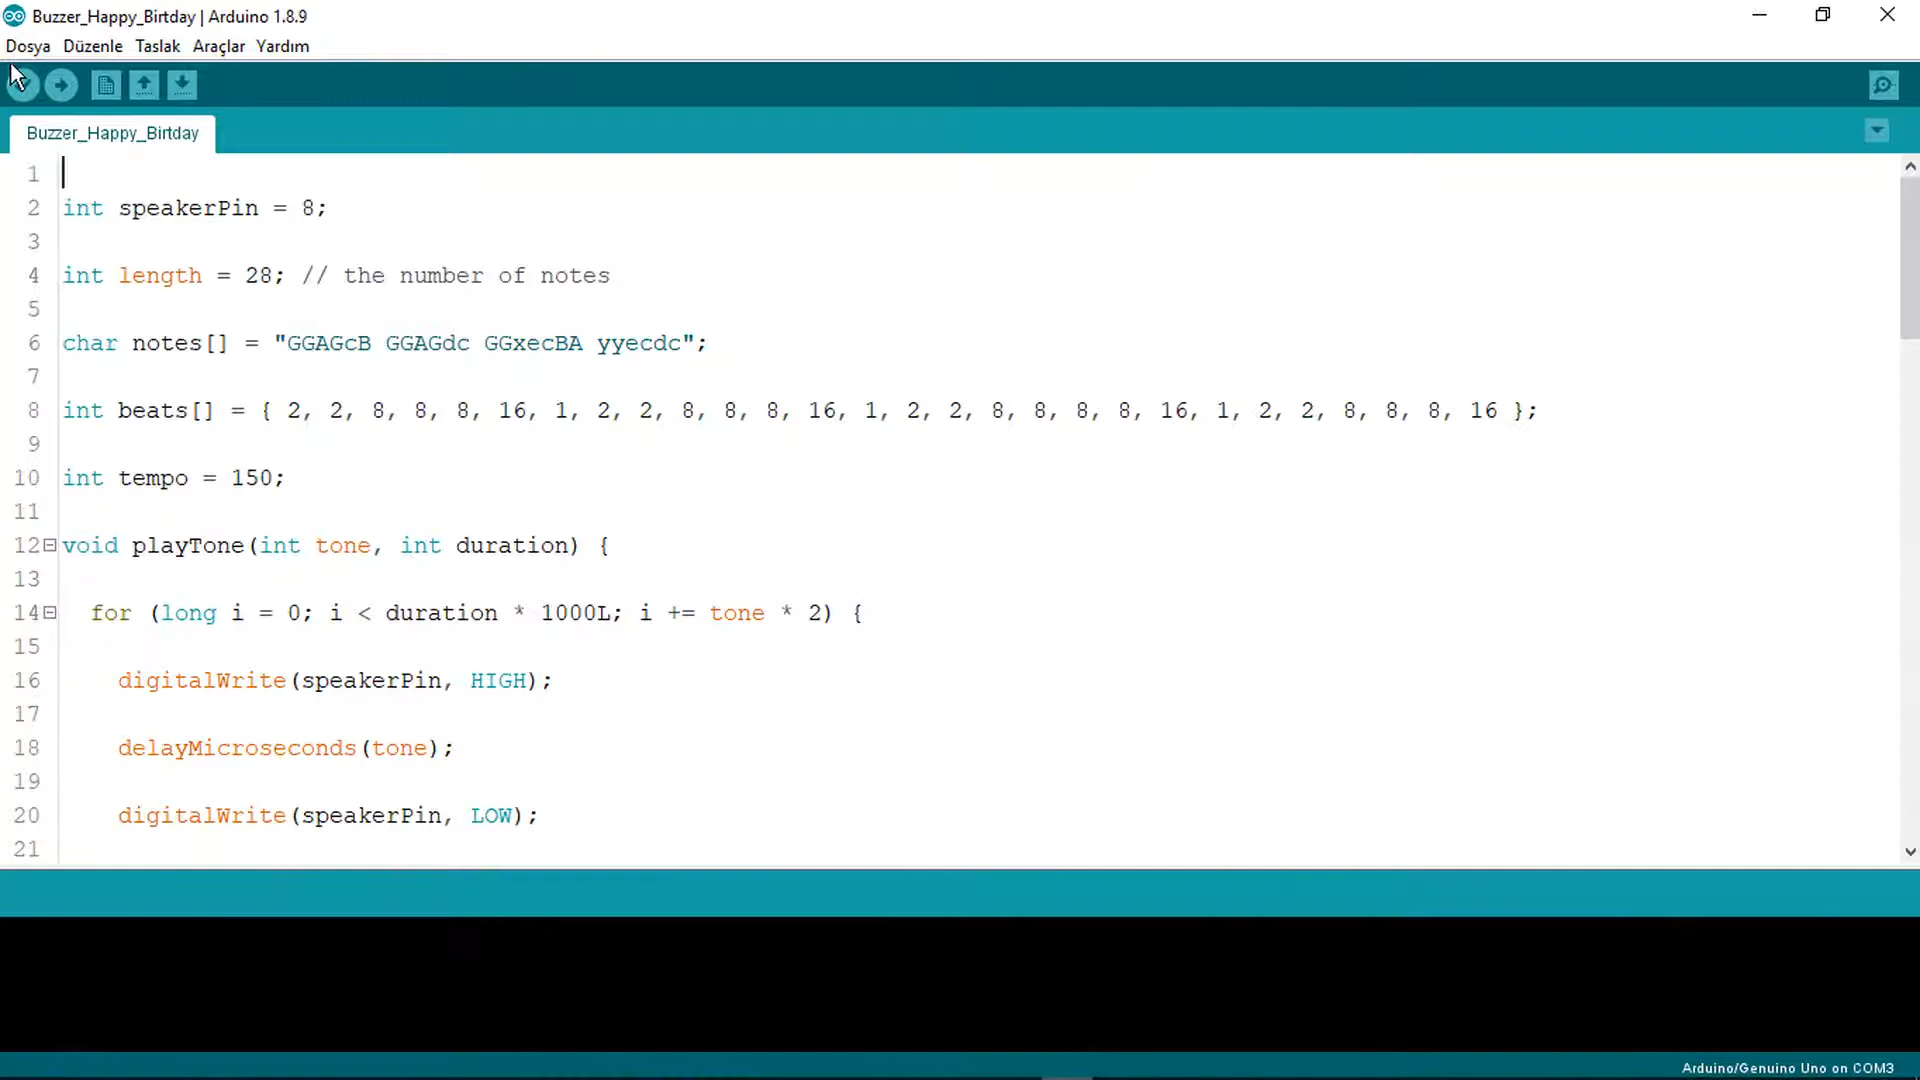 Buzzer_Happy_Birtday | Arduino 1.8.9
Dosya Düzenle Taslak Araçlar Yardım
Buzzer_Happy_Birtday
1
2 int speakerPin = 8;
3
4 int length = 28; // the number of notes
5
6 char notes[] = "GGAGcB GGAGdc GGxecBA yyecdc";
7
8 int beats[] = { 2, 2, 8, 8, 8, 16, 1, 2, 2, 8, 8, 8, 16, 1, 2, 2, 8, 8, 8, 8, 16, 1, 2, 2, 8, 8, 8, 16 };
9
10 int tempo = 150;
11
12 void playTone(int tone, int duration) {
13
14 for (long i = 0; i < duration * 1000L; i += tone * 2) {
15
16 digitalWrite(speakerPin, HIGH);
17
18 delayMicroseconds(tone);
19
20 digitalWrite(speakerPin, LOW);
21
Arduino/Genuino Uno on COM3